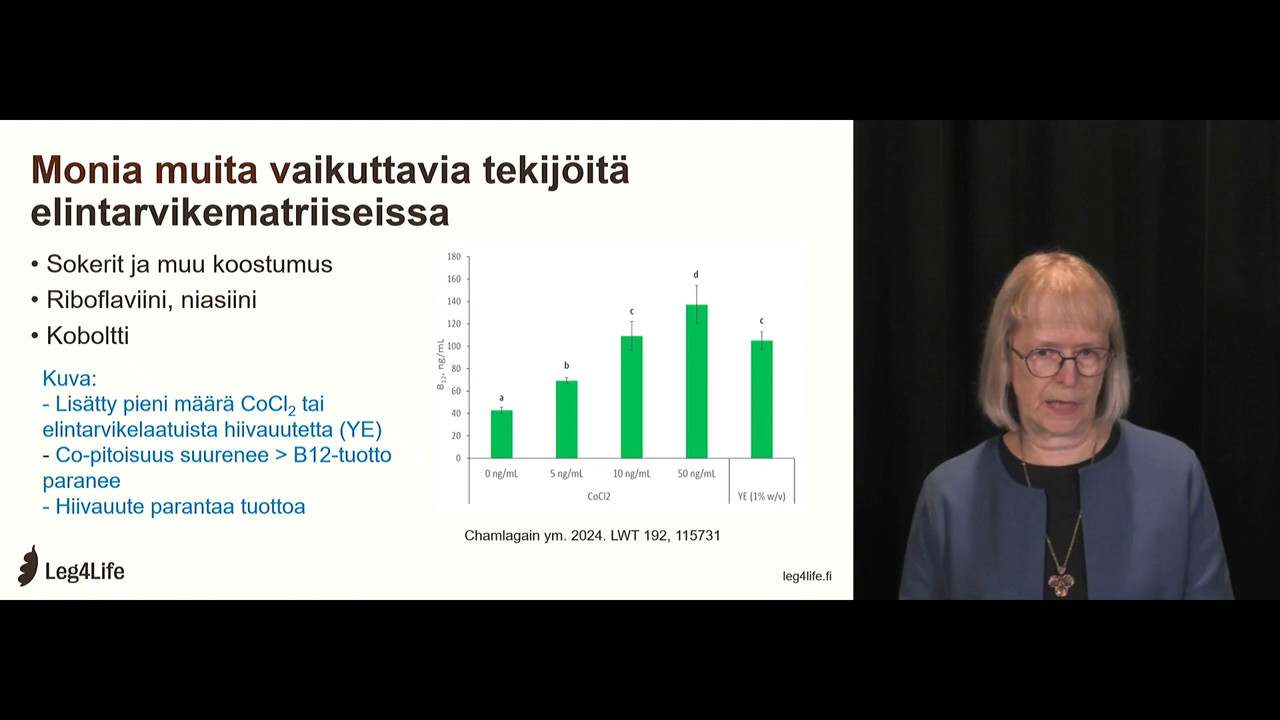 Monia muita vaikuttavia tekijöitä
elintarvikematriiseissa
• Sokerit ja muu koostumus
• Riboflaviini, niasiini
• Koboltti
Kuva:
- Lisätty pieni määrä CoCl₂ tai
elintarvikelaatuista hiivauutetta (YE)
- Co-pitoisuus suurenee > B12-tuotto
paranee
- Hiivauute parantaa tuottoa
B₁₂, ng/mL
180
160
140
120
100
80
60
40
20
0
a
b
c
d
c
0 ng/mL 5 ng/mL 10 ng/mL 50 ng/mL
CoCl2 YE (1% w/v)
Chamlagain ym. 2024. LWT 192, 115731
Leg4Life
leg4life.fi